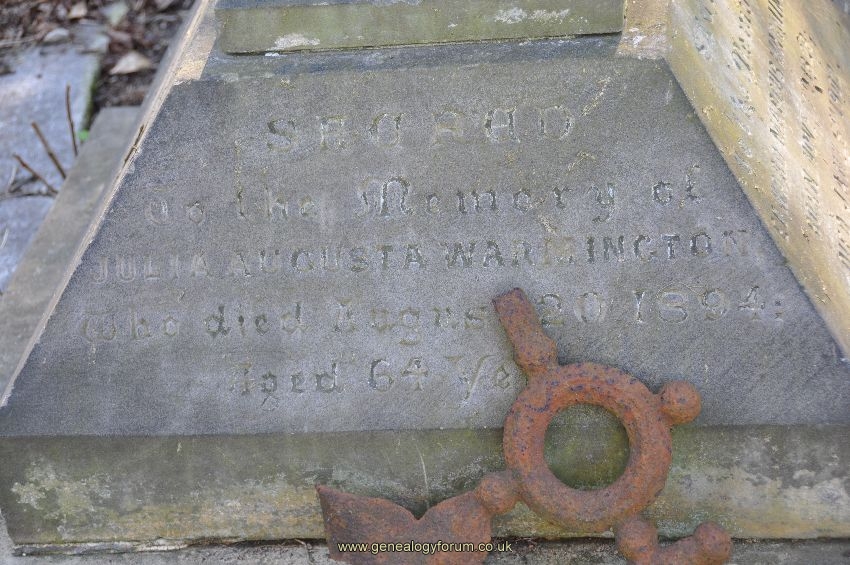 SACRED
To the Memory of
JULIA AUGUSTA WARRINGTON
Who died August 20 1894:
Aged 64 Ye
www.genealogyforum.co.uk